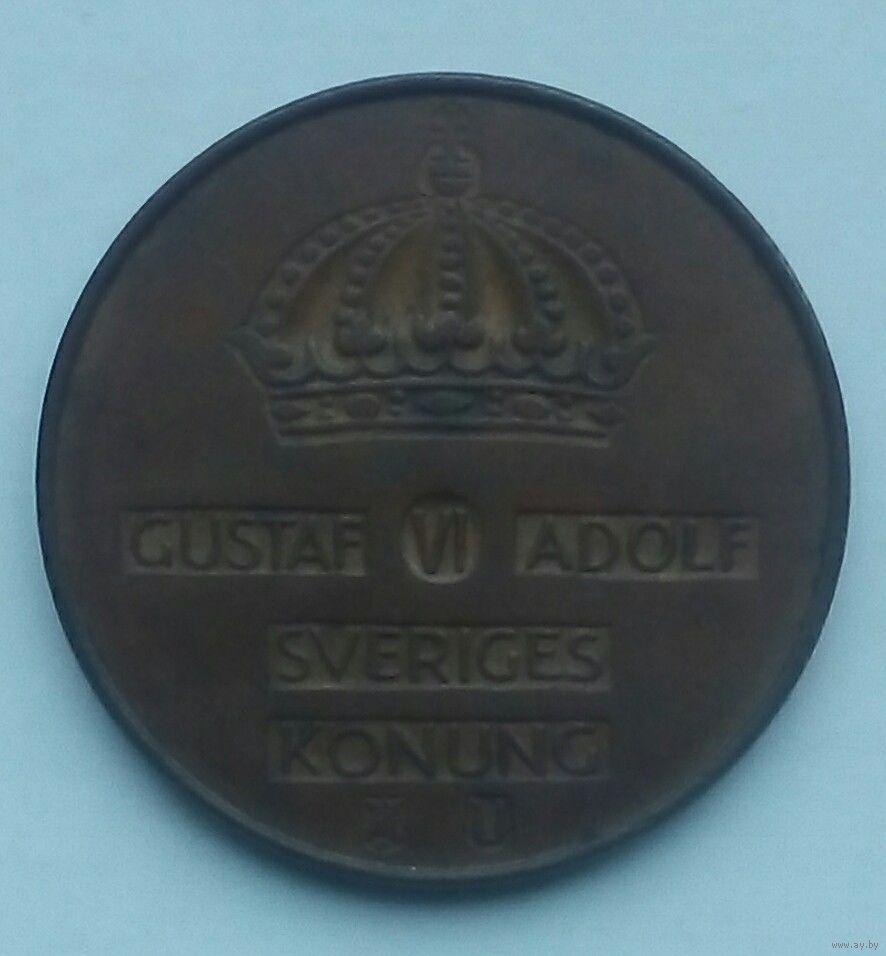 GUSTAF VI ADOLF
SVERIGES
KONUNG
U
www.ay.by